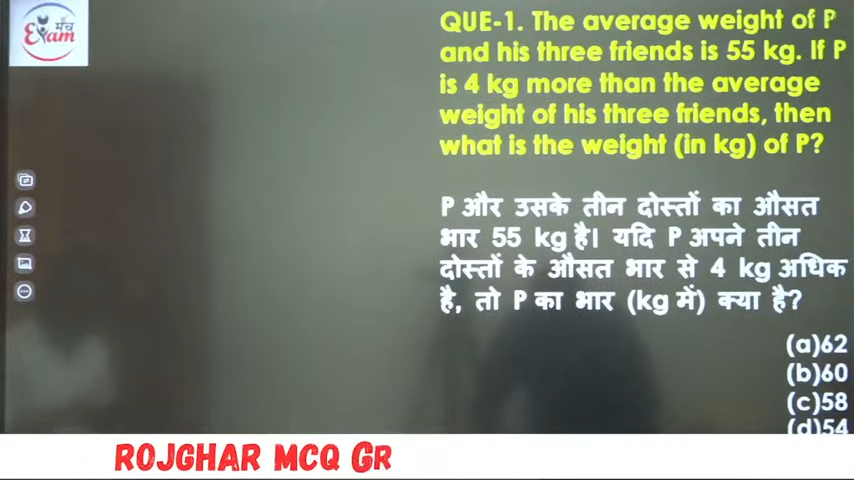 मंच
Exam
QUE-1. The average weight of P
and his three friends is 55 kg. If P
is 4 kg more than the average
weight of his three friends, then
what is the weight (in kg) of P?
P और उसके तीन दोस्तों का औसत
भार 55 kg है। यदि P अपने तीन
दोस्तों के औसत भार से 4 kg अधिक
है, तो P का भार (kg में) क्या है?
(a)62
(b)60
(c)58
(d)54
ROJGHAR MCQ GR